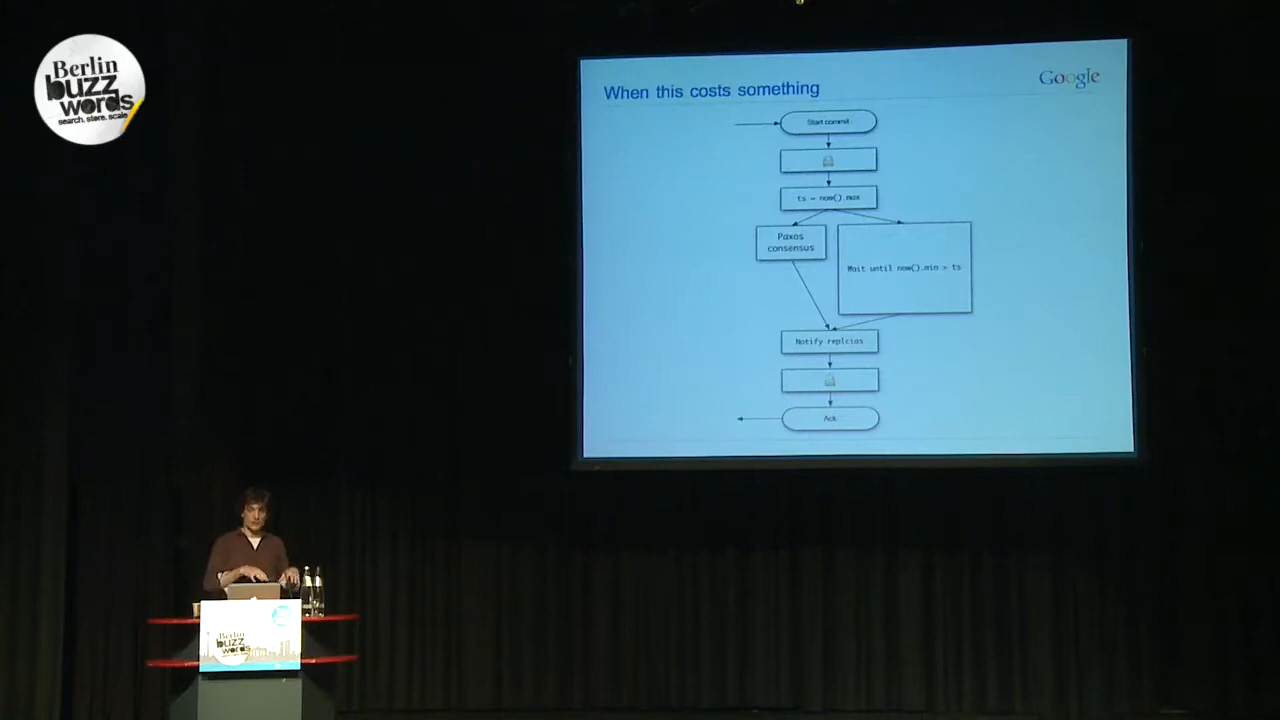 Berlin
buzz
words
search. store. scale.
When this costs something
Google
Start commit
ts = now().max
Paxos
consensus
Wait until now().min > ts
Notify replcias
Ack
Berlin
buzz
words